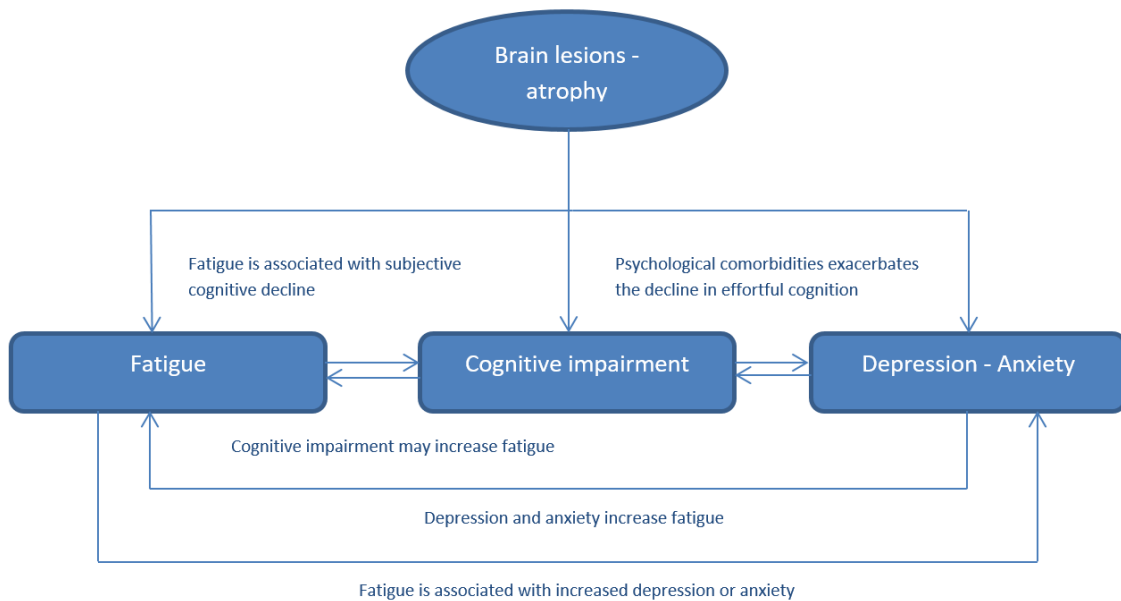 Brain lesions -
atrophy
Fatigue is associated with subjective
cognitive decline
Psychological comorbidities exacerbates
the decline in effortful cognition
Fatigue
Cognitive impairment
Depression - Anxiety
Cognitive impairment may increase fatigue
Depression and anxiety increase fatigue
Fatigue is associated with increased depression or anxiety